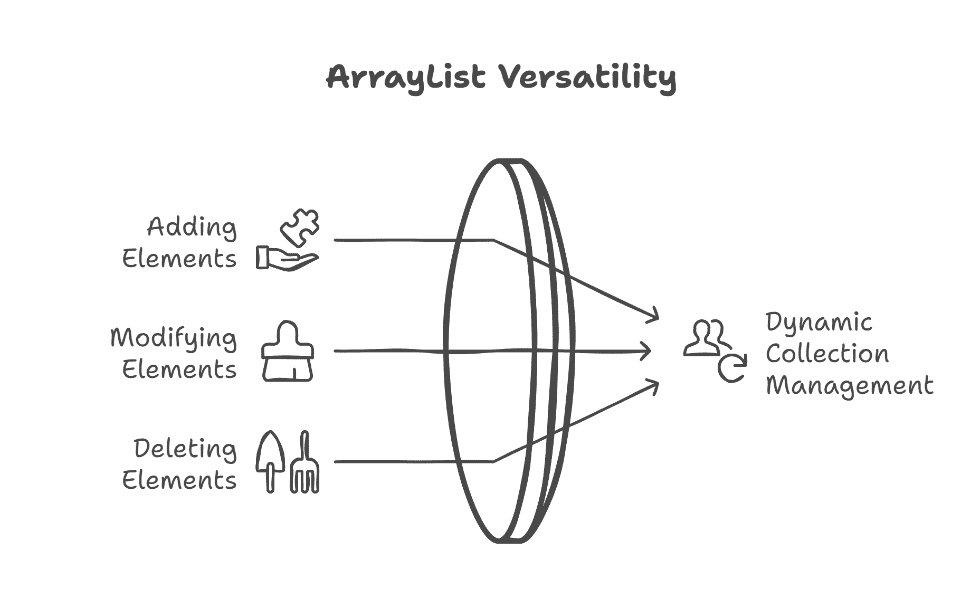 ArrayList Versatility
Adding
Elements
Modifying
Elements
Deleting
Elements
Dynamic
Collection
Management